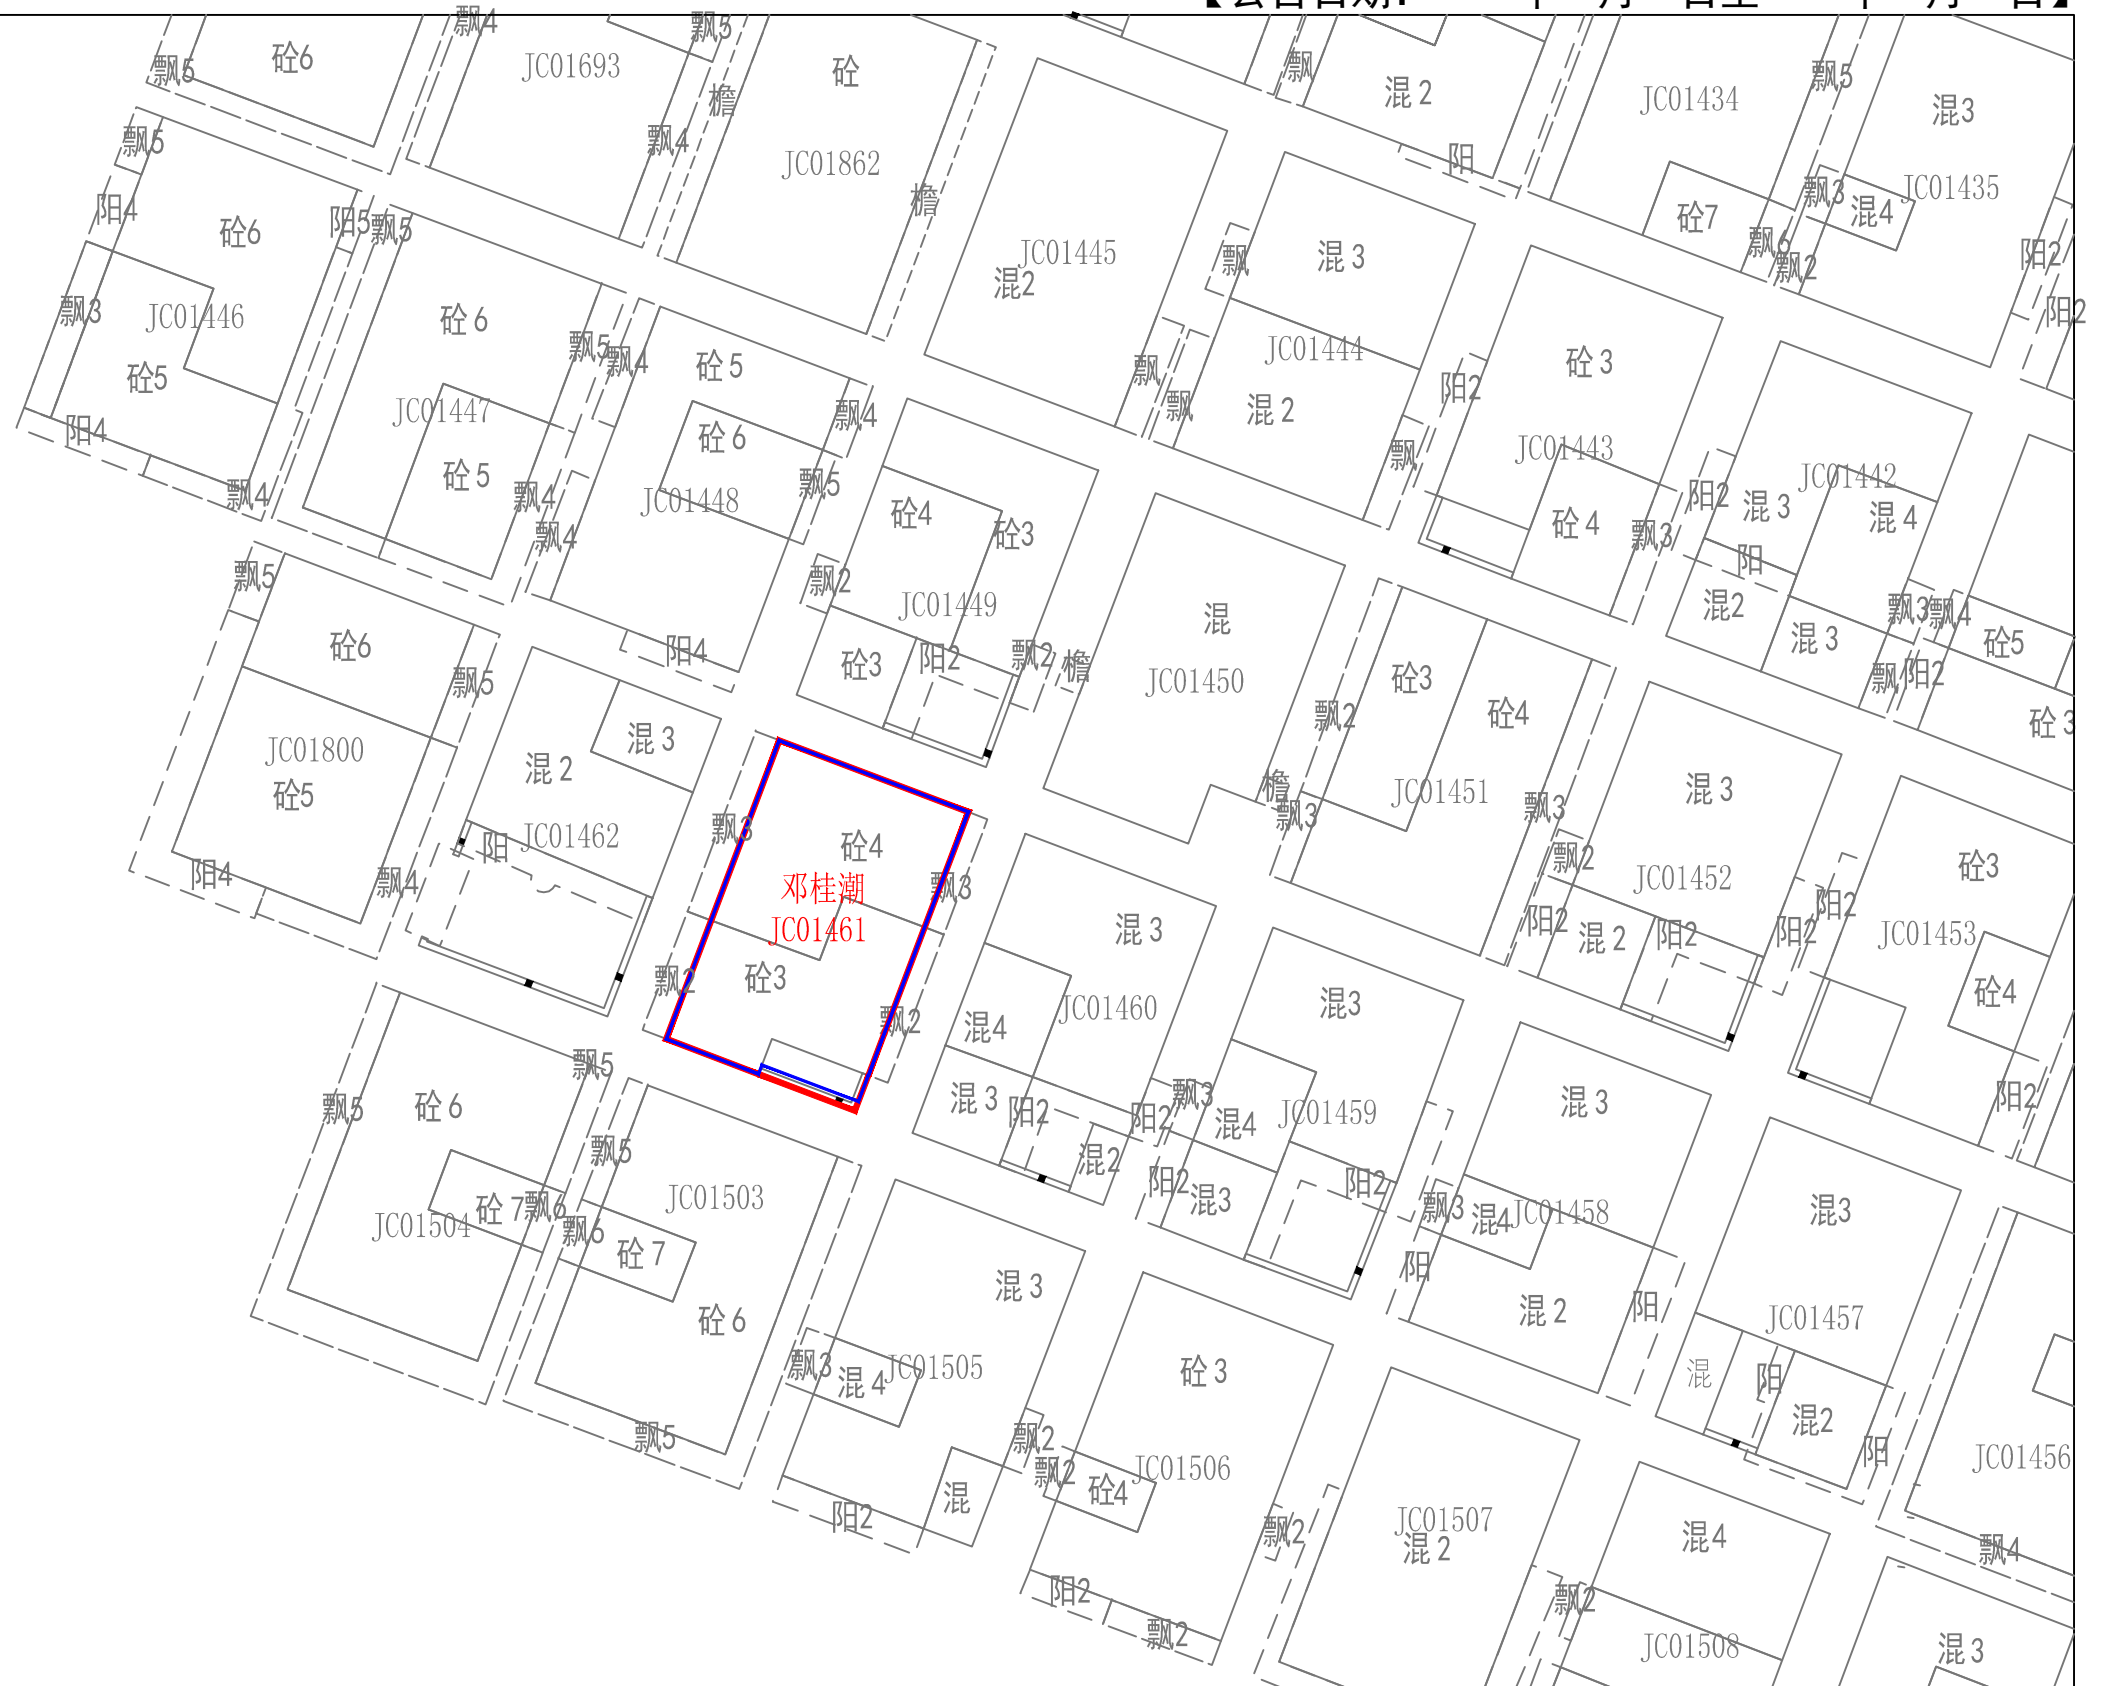 飘4
飘5
砼6
飘5
JC01693
砼
飘
混2
JC01434
飘5
混3
檐
飘5
飘4
JC01862
阳
飘3
JC01435
阳4
砼6
阳5
飘5
檐
JC01445
混2
飘
混3
砼7
飘6
飘2
混4
阳2
阳2
飘3
JC01446
砼5
砼6
飘5
飘4
砼5
飘
飘
JC01444
混2
阳2
砼3
阳4
JC01447
砼5
飘4
砼6
飘4
飘5
JC01448
飘
JC01443
砼4
飘3
阳2
JC01442
混3
混4
飘4
飘4
砼4
砼3
阳
飘5
飘2
JC01449
混
混2
混3
飘3
飘4
砼5
砼6
飘5
阳4
砼3
阳2
飘2
檐
JC01450
砼3
砼4
飘
阳2
砼3
JC01800
砼5
混2
混3
飘2
JC01451
混3
飘3
砼4
檐
飘3
飘3
飘2
JC01452
砼3
阳4
飘4
阳
JC01462
邓桂潮
JC01461
飘3
混3
阳2
混2
阳2
阳2
阳2
JC01453
飘2
砼3
飘2
混4
JC01460
混3
砼4
飘5
砼6
飘5
混3
阳2
阳2
飘3
混4
JC01459
混3
阳2
飘5
JC01503
混2
阳2
混3
阳2
飘3
混4
JC01458
混3
JC01504
砼7
飘6
飘6
砼7
砼6
混3
阳
混2
阳
JC01457
飘3
混4
JC01505
砼3
混
阳
混2
飘5
飘2
飘2
砼4
JC01506
阳
JC01456
阳2
混
飘2
JC01507
混2
混4
飘4
阳2
飘2
飘2
JC01508
混3